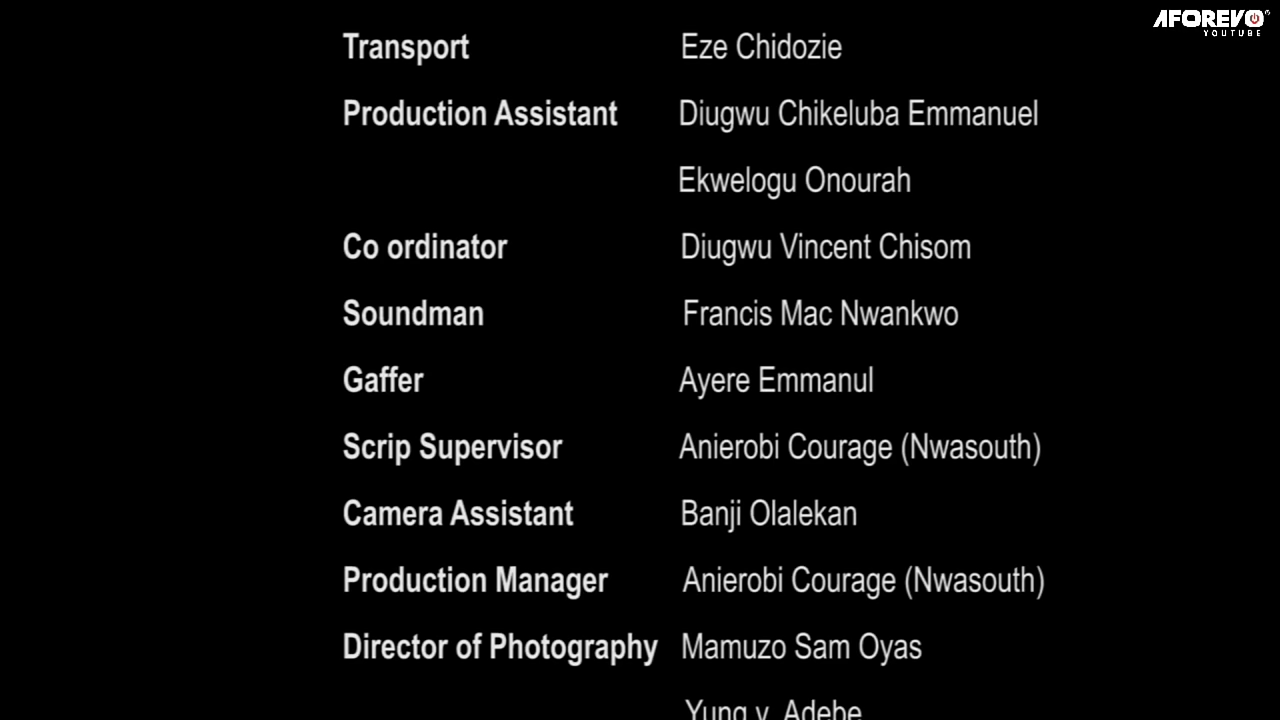 AFOREVO
YOUTUBE
Transport Eze Chidozie
Production Assistant Diugwu Chikeluba Emmanuel
Ekwelogu Onourah
Co ordinator Diugwu Vincent Chisom
Soundman Francis Mac Nwankwo
Gaffer Ayere Emmanul
Scrip Supervisor Anierobi Courage (Nwasouth)
Camera Assistant Banji Olalekan
Production Manager Anierobi Courage (Nwasouth)
Director of Photography Mamuzo Sam Oyas
Yung v. Adebe